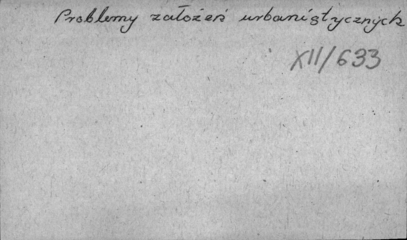 Problemy założeń urbanistycznych
XII/633